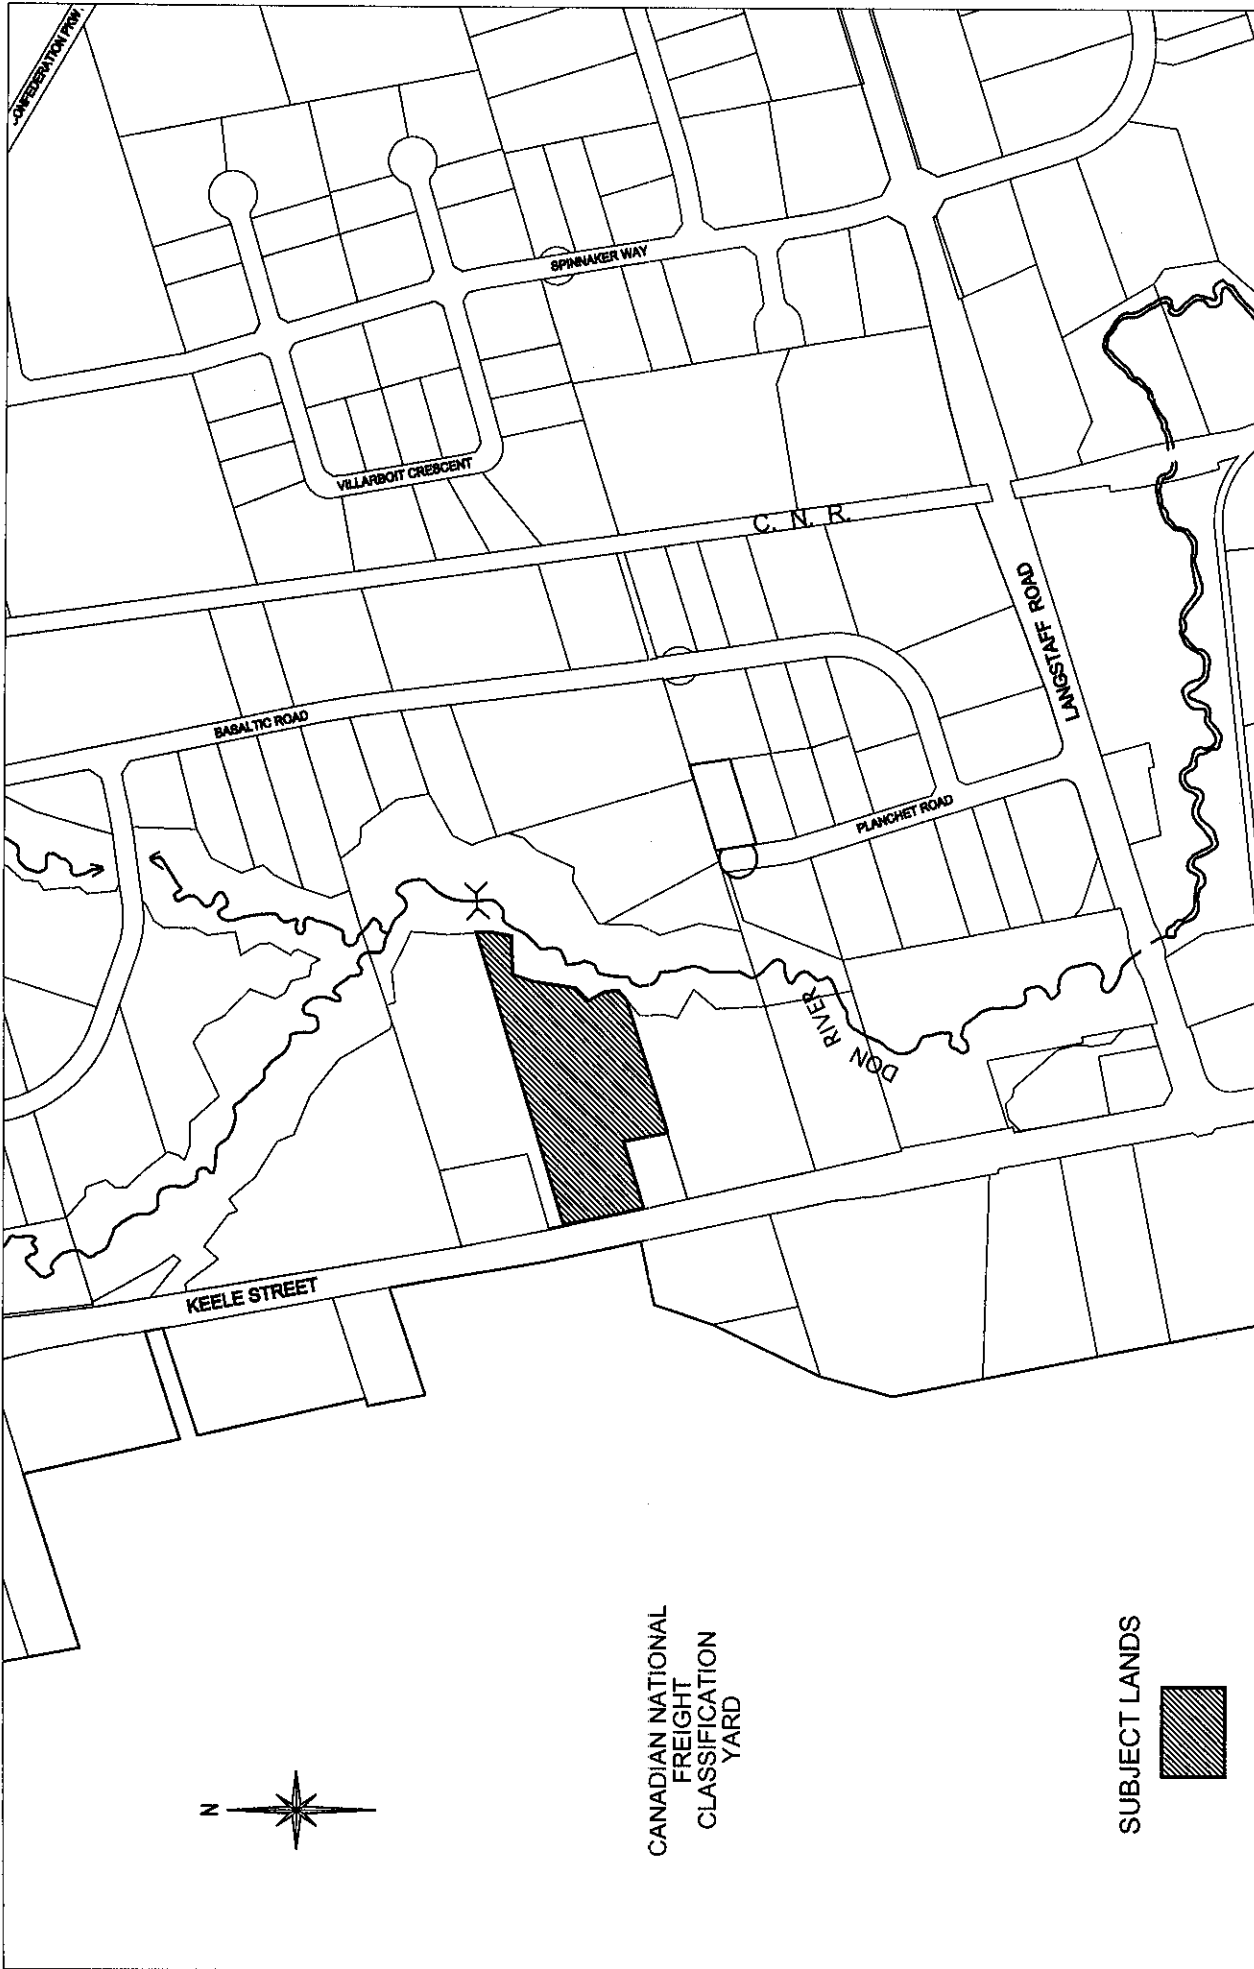 CONFEDERATION PKW.
SPINNAKER WAY
VILLARBOIT CRESCENT
C. N. R.
BASALTIC ROAD
LANGSTAFF ROAD
PLANCHET ROAD
DON RIVER
KEELE STREET
N
CANADIAN NATIONAL
FREIGHT
CLASSIFICATION
YARD
SUBJECT LANDS